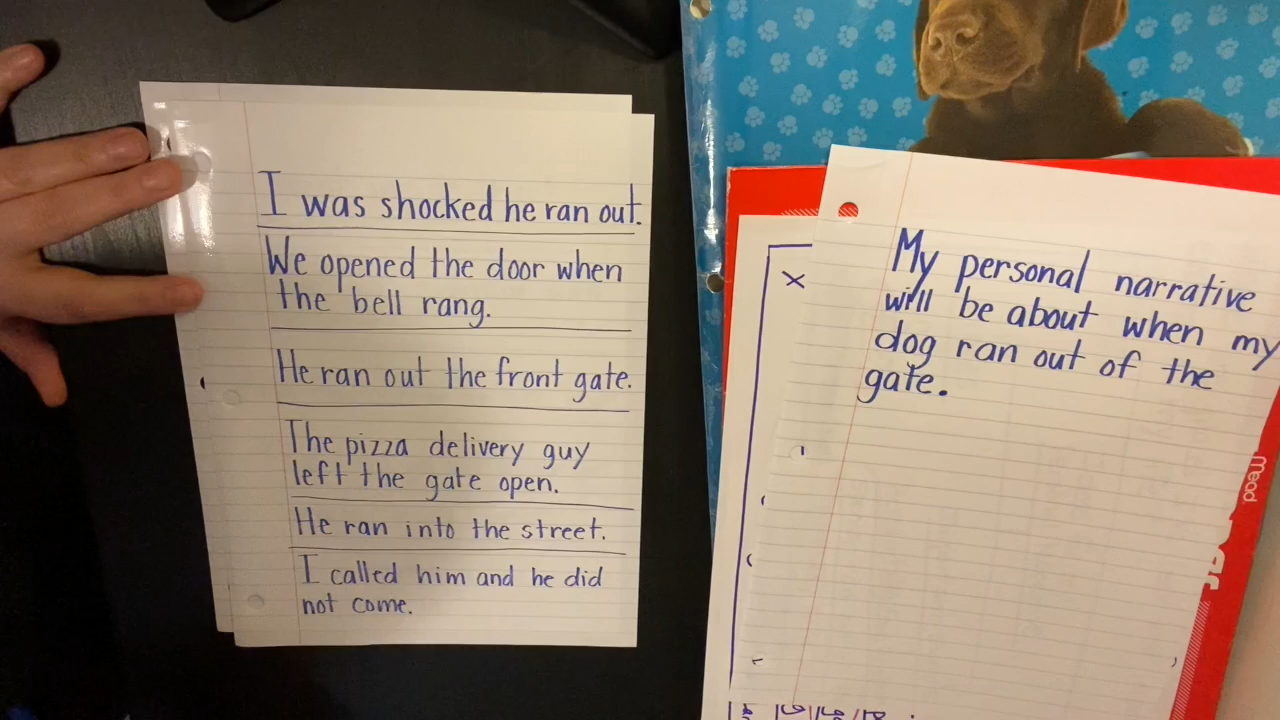 I was shocked he ran out.
We opened the door when
the bell rang.
He ran out the front gate.
The pizza delivery guy
left the gate open.
He ran into the street.
I called him and he did
not come.
My personal narrative
will be about when my
dog ran out of the
gate.
x
mead